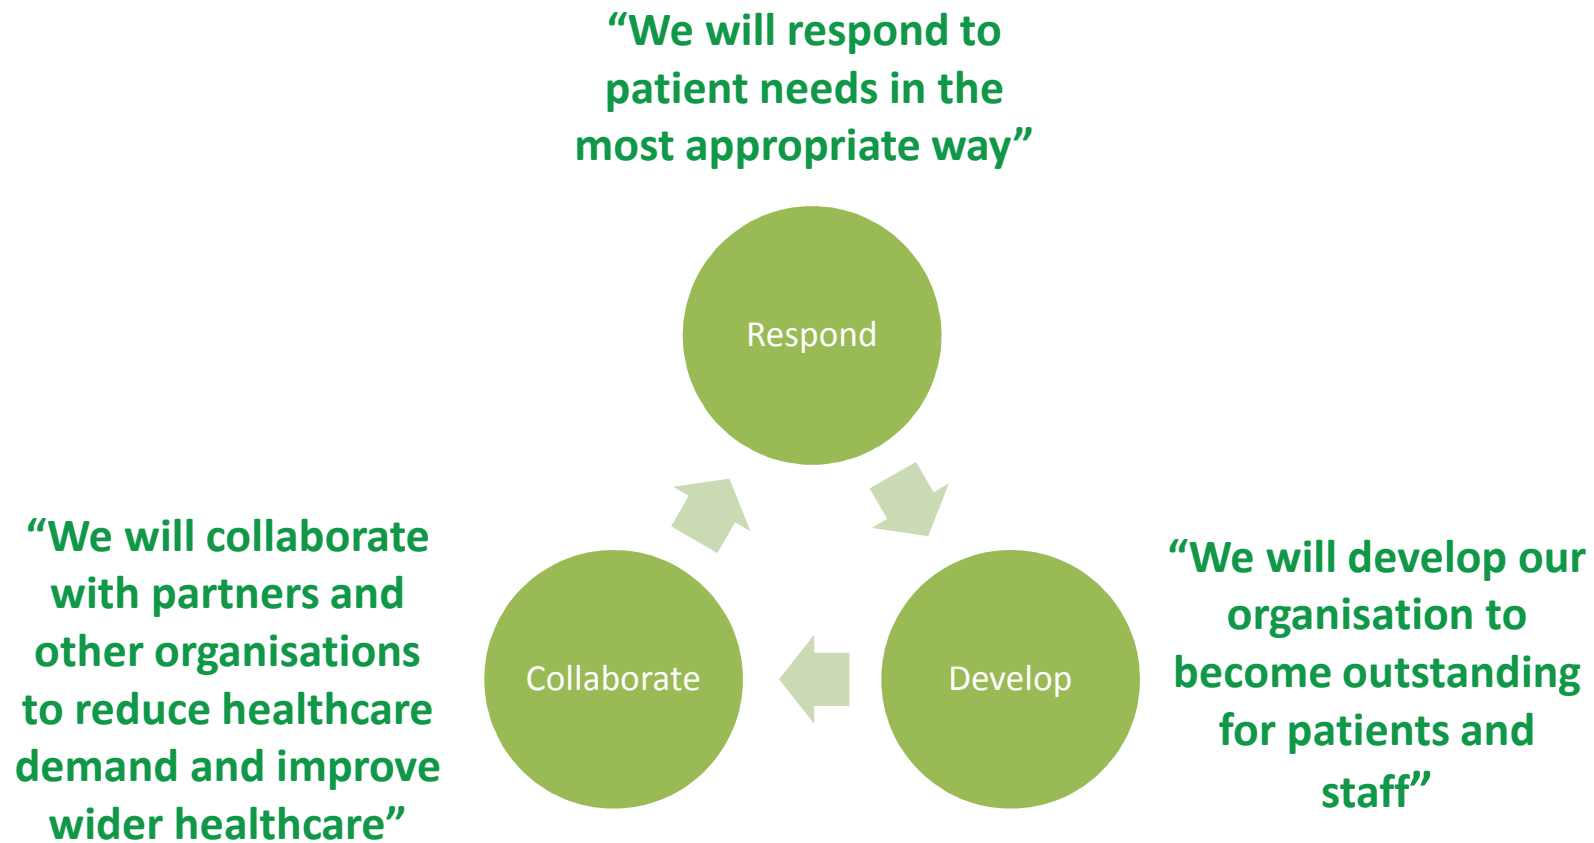 “We will respond to
patient needs in the
most appropriate way”
Respond
“We will collaborate
with partners and
other organisations
to reduce healthcare
demand and improve
wider healthcare”
Collaborate
Develop
“We will develop our
organisation to
become outstanding
for patients and
staff”